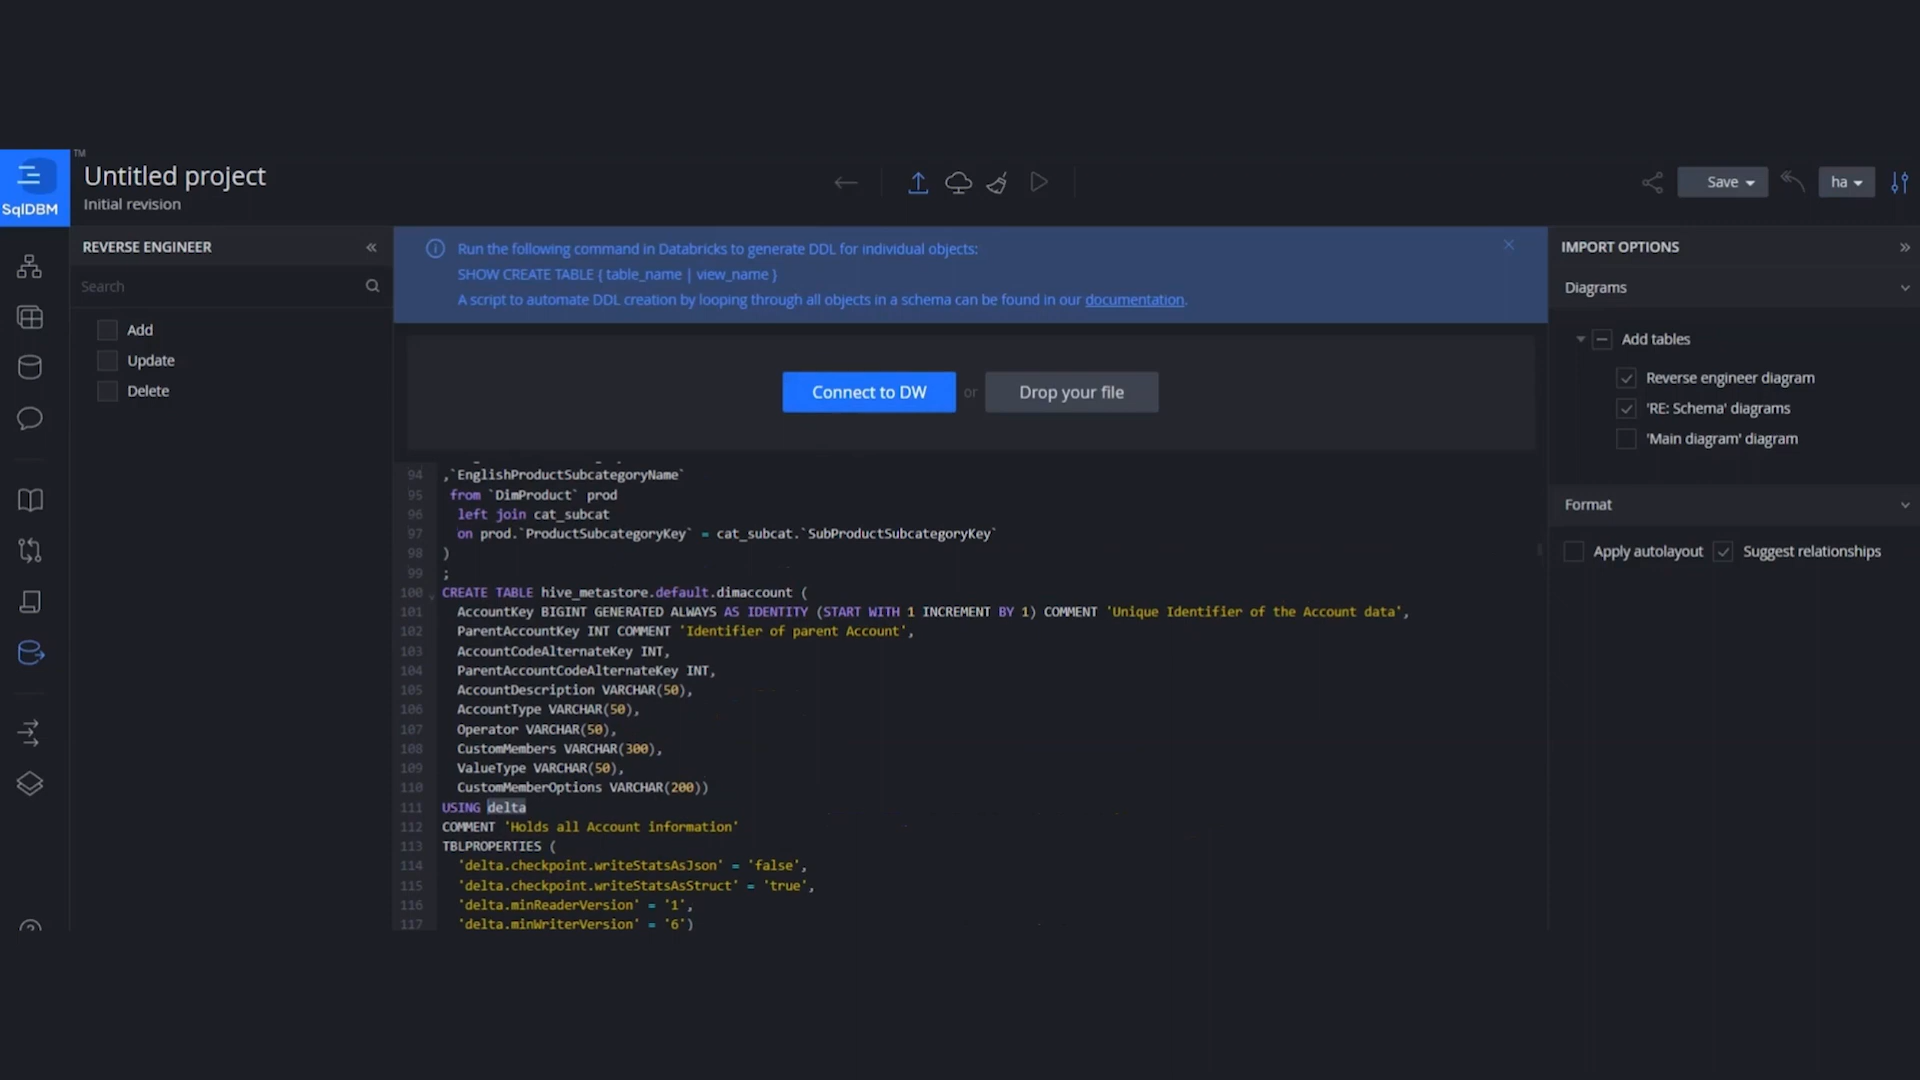 TM
Untitled project
Initial revision
SqlDBM
Save
ha
REVERSE ENGINEER
Search
Add
Update
Delete
Run the following command in Databricks to generate DDL for individual objects:
SHOW CREATE TABLE { table_name | view_name }
A script to automate DDL creation by looping through all objects in a schema can be found in our documentation.
Connect to DW or Drop your file
94 ,`EnglishProductSubcategoryName`
95 from `DimProduct` prod
96 left join cat_subcat
97 on prod.`ProductSubcategoryKey` = cat_subcat.`SubProductSubcategoryKey`
98 )
99 ;
100 CREATE TABLE hive_metastore.default.dimaccount (
101 AccountKey BIGINT GENERATED ALWAYS AS IDENTITY (START WITH 1 INCREMENT BY 1) COMMENT 'Unique Identifier of the Account data',
102 ParentAccountKey INT COMMENT 'Identifier of parent Account',
103 AccountCodeAlternateKey INT,
104 ParentAccountCodeAlternateKey INT,
105 AccountDescription VARCHAR(50),
106 AccountType VARCHAR(50),
107 Operator VARCHAR(50),
108 CustomMembers VARCHAR(300),
109 ValueType VARCHAR(50),
110 CustomMemberOptions VARCHAR(200))
111 USING delta
112 COMMENT 'Holds all Account information'
113 TBLPROPERTIES (
114 'delta.checkpoint.writeStatsAsJson' = 'false',
115 'delta.checkpoint.writeStatsAsStruct' = 'true',
116 'delta.minReaderVersion' = '1',
117 'delta.minWriterVersion' = '6')
IMPORT OPTIONS
Diagrams
Add tables
Reverse engineer diagram
'RE: Schema' diagrams
'Main diagram' diagram
Format
Apply autolayout
Suggest relationships